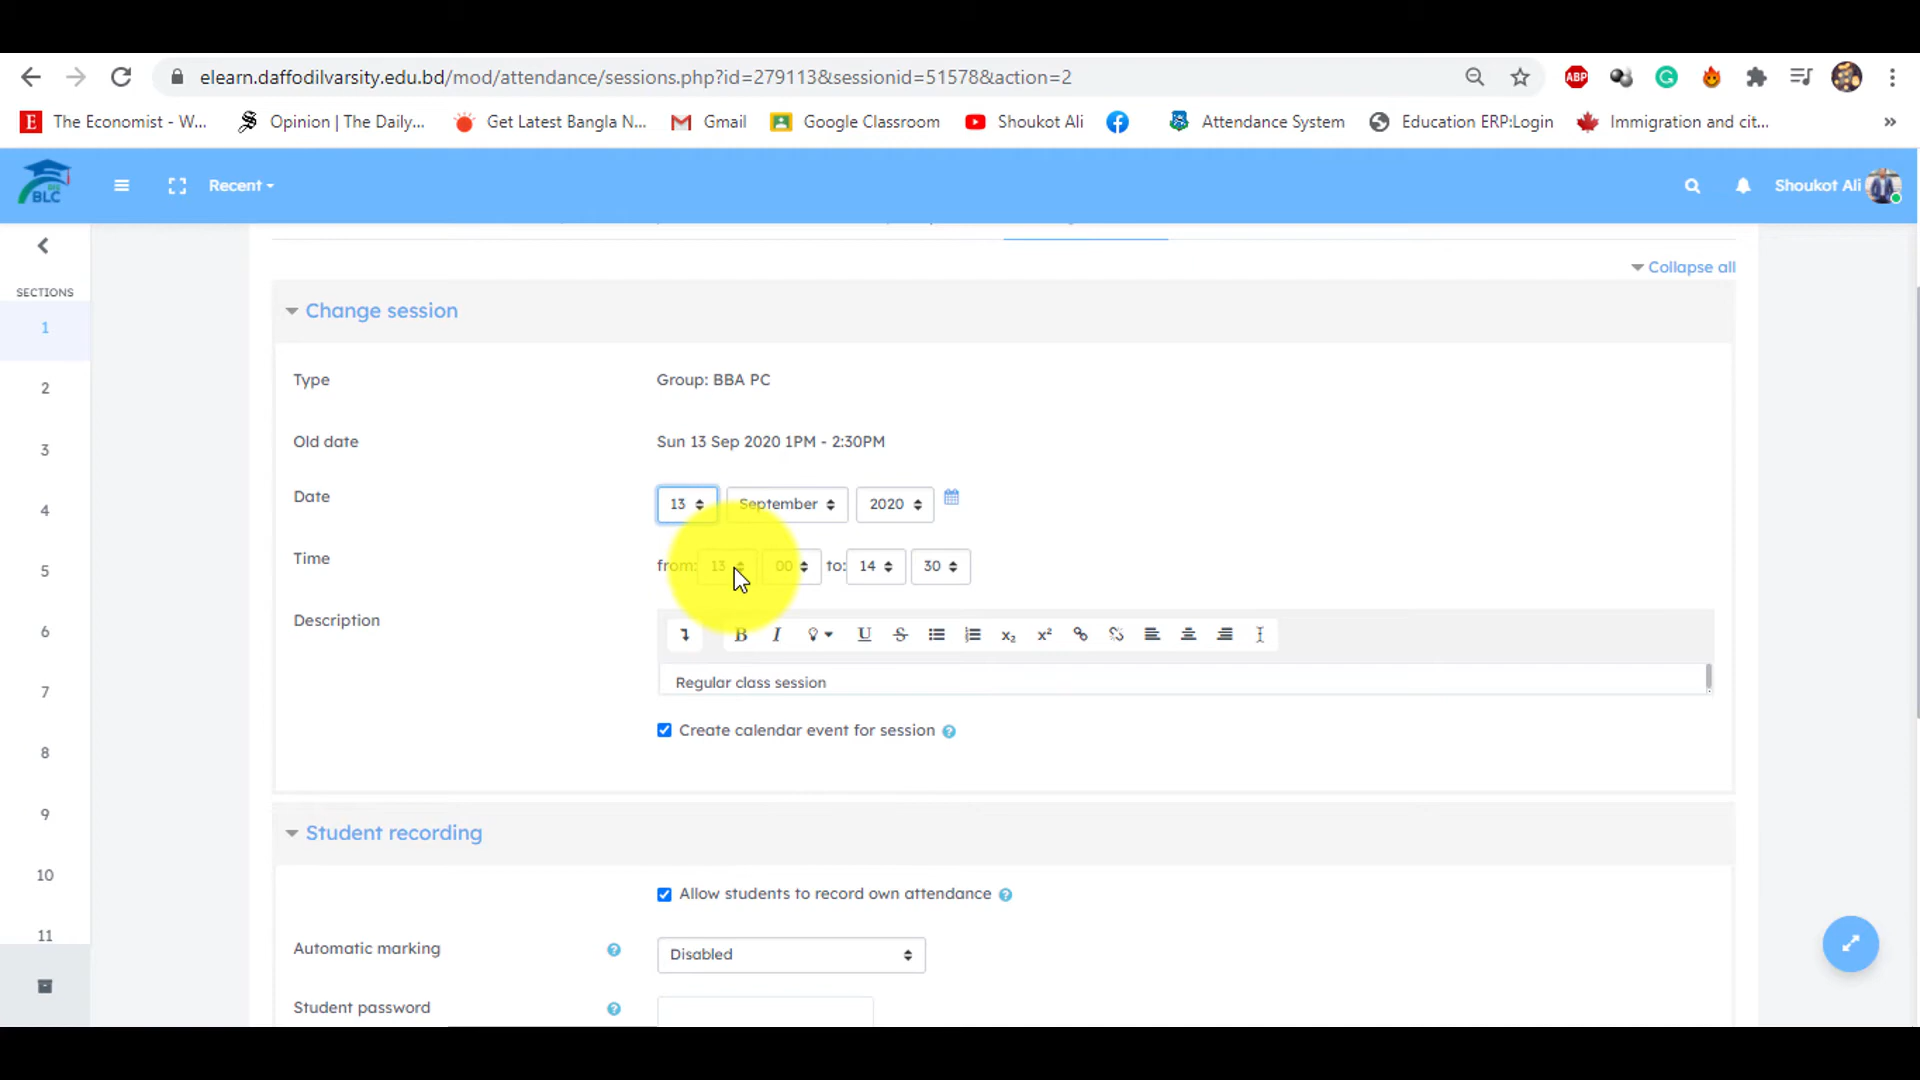 elearn.daffodilvarsity.edu.bd/mod/attendance/sessions.php?id=279113&sessionid=51578&action=2
ABP
The Economist - W... Opinion | The Daily... Get Latest Bangla N... Gmail Google Classroom Shoukot Ali Attendance System Education ERP:Login Immigration and cit... »
BLC Recent Shoukot Ali
Collapse all
SECTIONS
Change session
1
Type Group: BBA PC
2
Old date Sun 13 Sep 2020 1PM - 2:30PM
3
Date 13 September 2020
4
Time from: 13 00 to: 14 30
5
Description
6
Regular class session
7
Create calendar event for session
8
9
Student recording
10
Allow students to record own attendance
11
Automatic marking Disabled
Student password